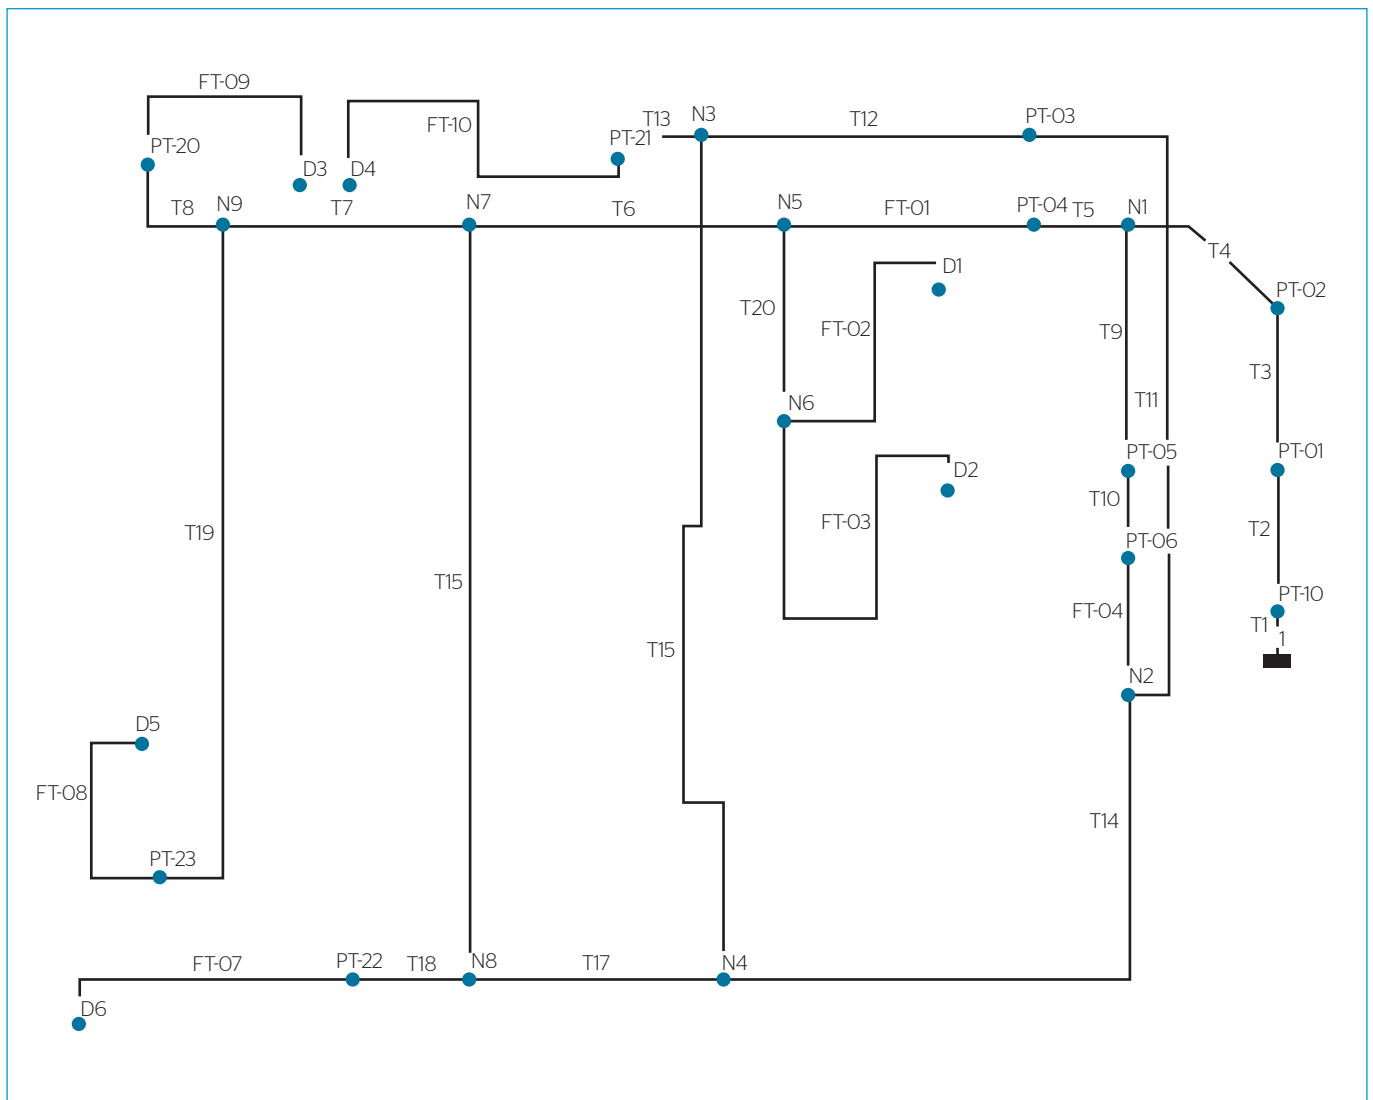 FT-09
FT-10
T13
N3
T12
PT-03
PT-20
PT-21
D3
D4
T8
N9
T7
N7
T6
N5
FT-01
PT-04
T5
N1
T4
D1
PT-02
T20
FT-02
T9
T3
N6
T11
PT-05
PT-01
D2
T10
FT-03
T19
T2
PT-06
T15
PT-10
FT-04
T1
1
T15
N2
D5
FT-08
T14
PT-23
FT-07
PT-22
T18
N8
T17
N4
D6